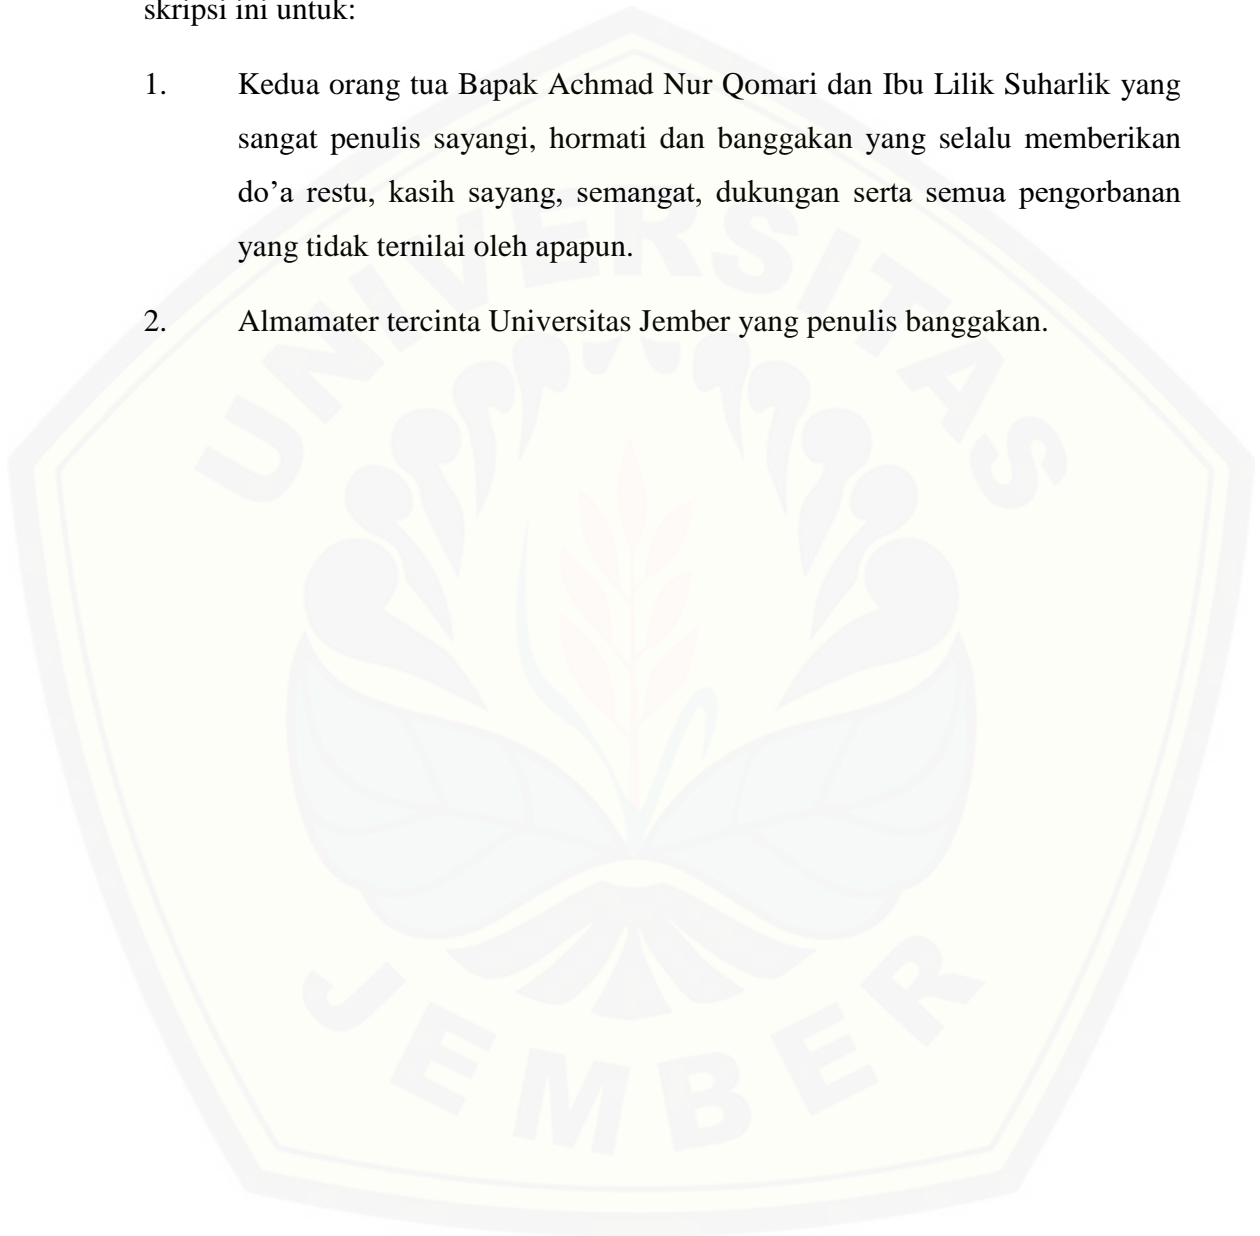 skripsi ini untuk:
1. Kedua orang tua Bapak Achmad Nur Qomari dan Ibu Lilik Suharlik yang
sangat penulis sayangi, hormati dan banggakan yang selalu memberikan
do’a restu, kasih sayang, semangat, dukungan serta semua pengorbanan
yang tidak ternilai oleh apapun.
2. Almamater tercinta Universitas Jember yang penulis banggakan.
UNIVERSITAS
JEMBER